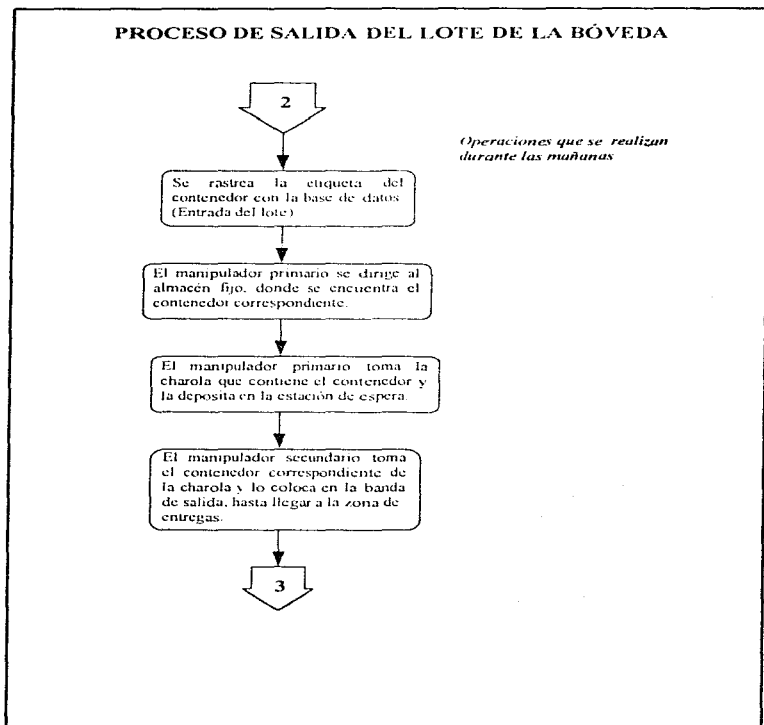 PROCESO DE SALIDA DEL LOTE DE LA BÓVEDA
2
Operaciones que se realizan
durante las mañanas
Se rastrea la etiqueta del
contenedor con la base de datos
(Entrada del lote)
El manipulador primario se dirige al
almacén fijo, donde se encuentra el
contenedor correspondiente.
El manipulador primario toma la
charola que contiene el contenedor y
la deposita en la estación de espera.
El manipulador secundario toma
el contenedor correspondiente de
la charola y lo coloca en la banda
de salida, hasta llegar a la zona de
entregas.
3